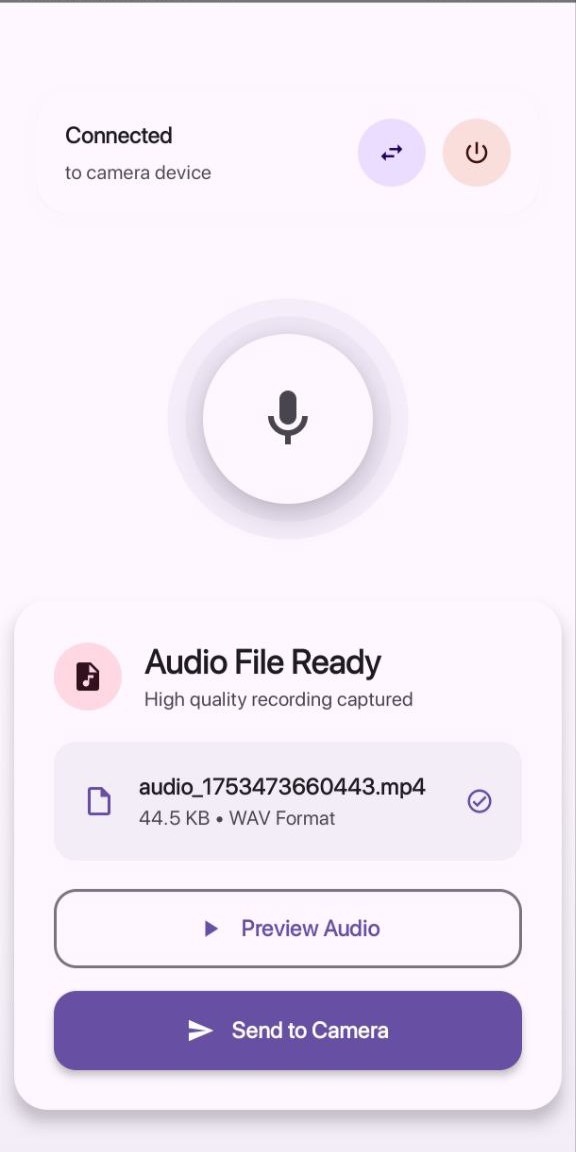 Connected
to camera device
Audio File Ready
High quality recording captured
audio_1753473660443.mp4
44.5 KB • WAV Format
Preview Audio
Send to Camera